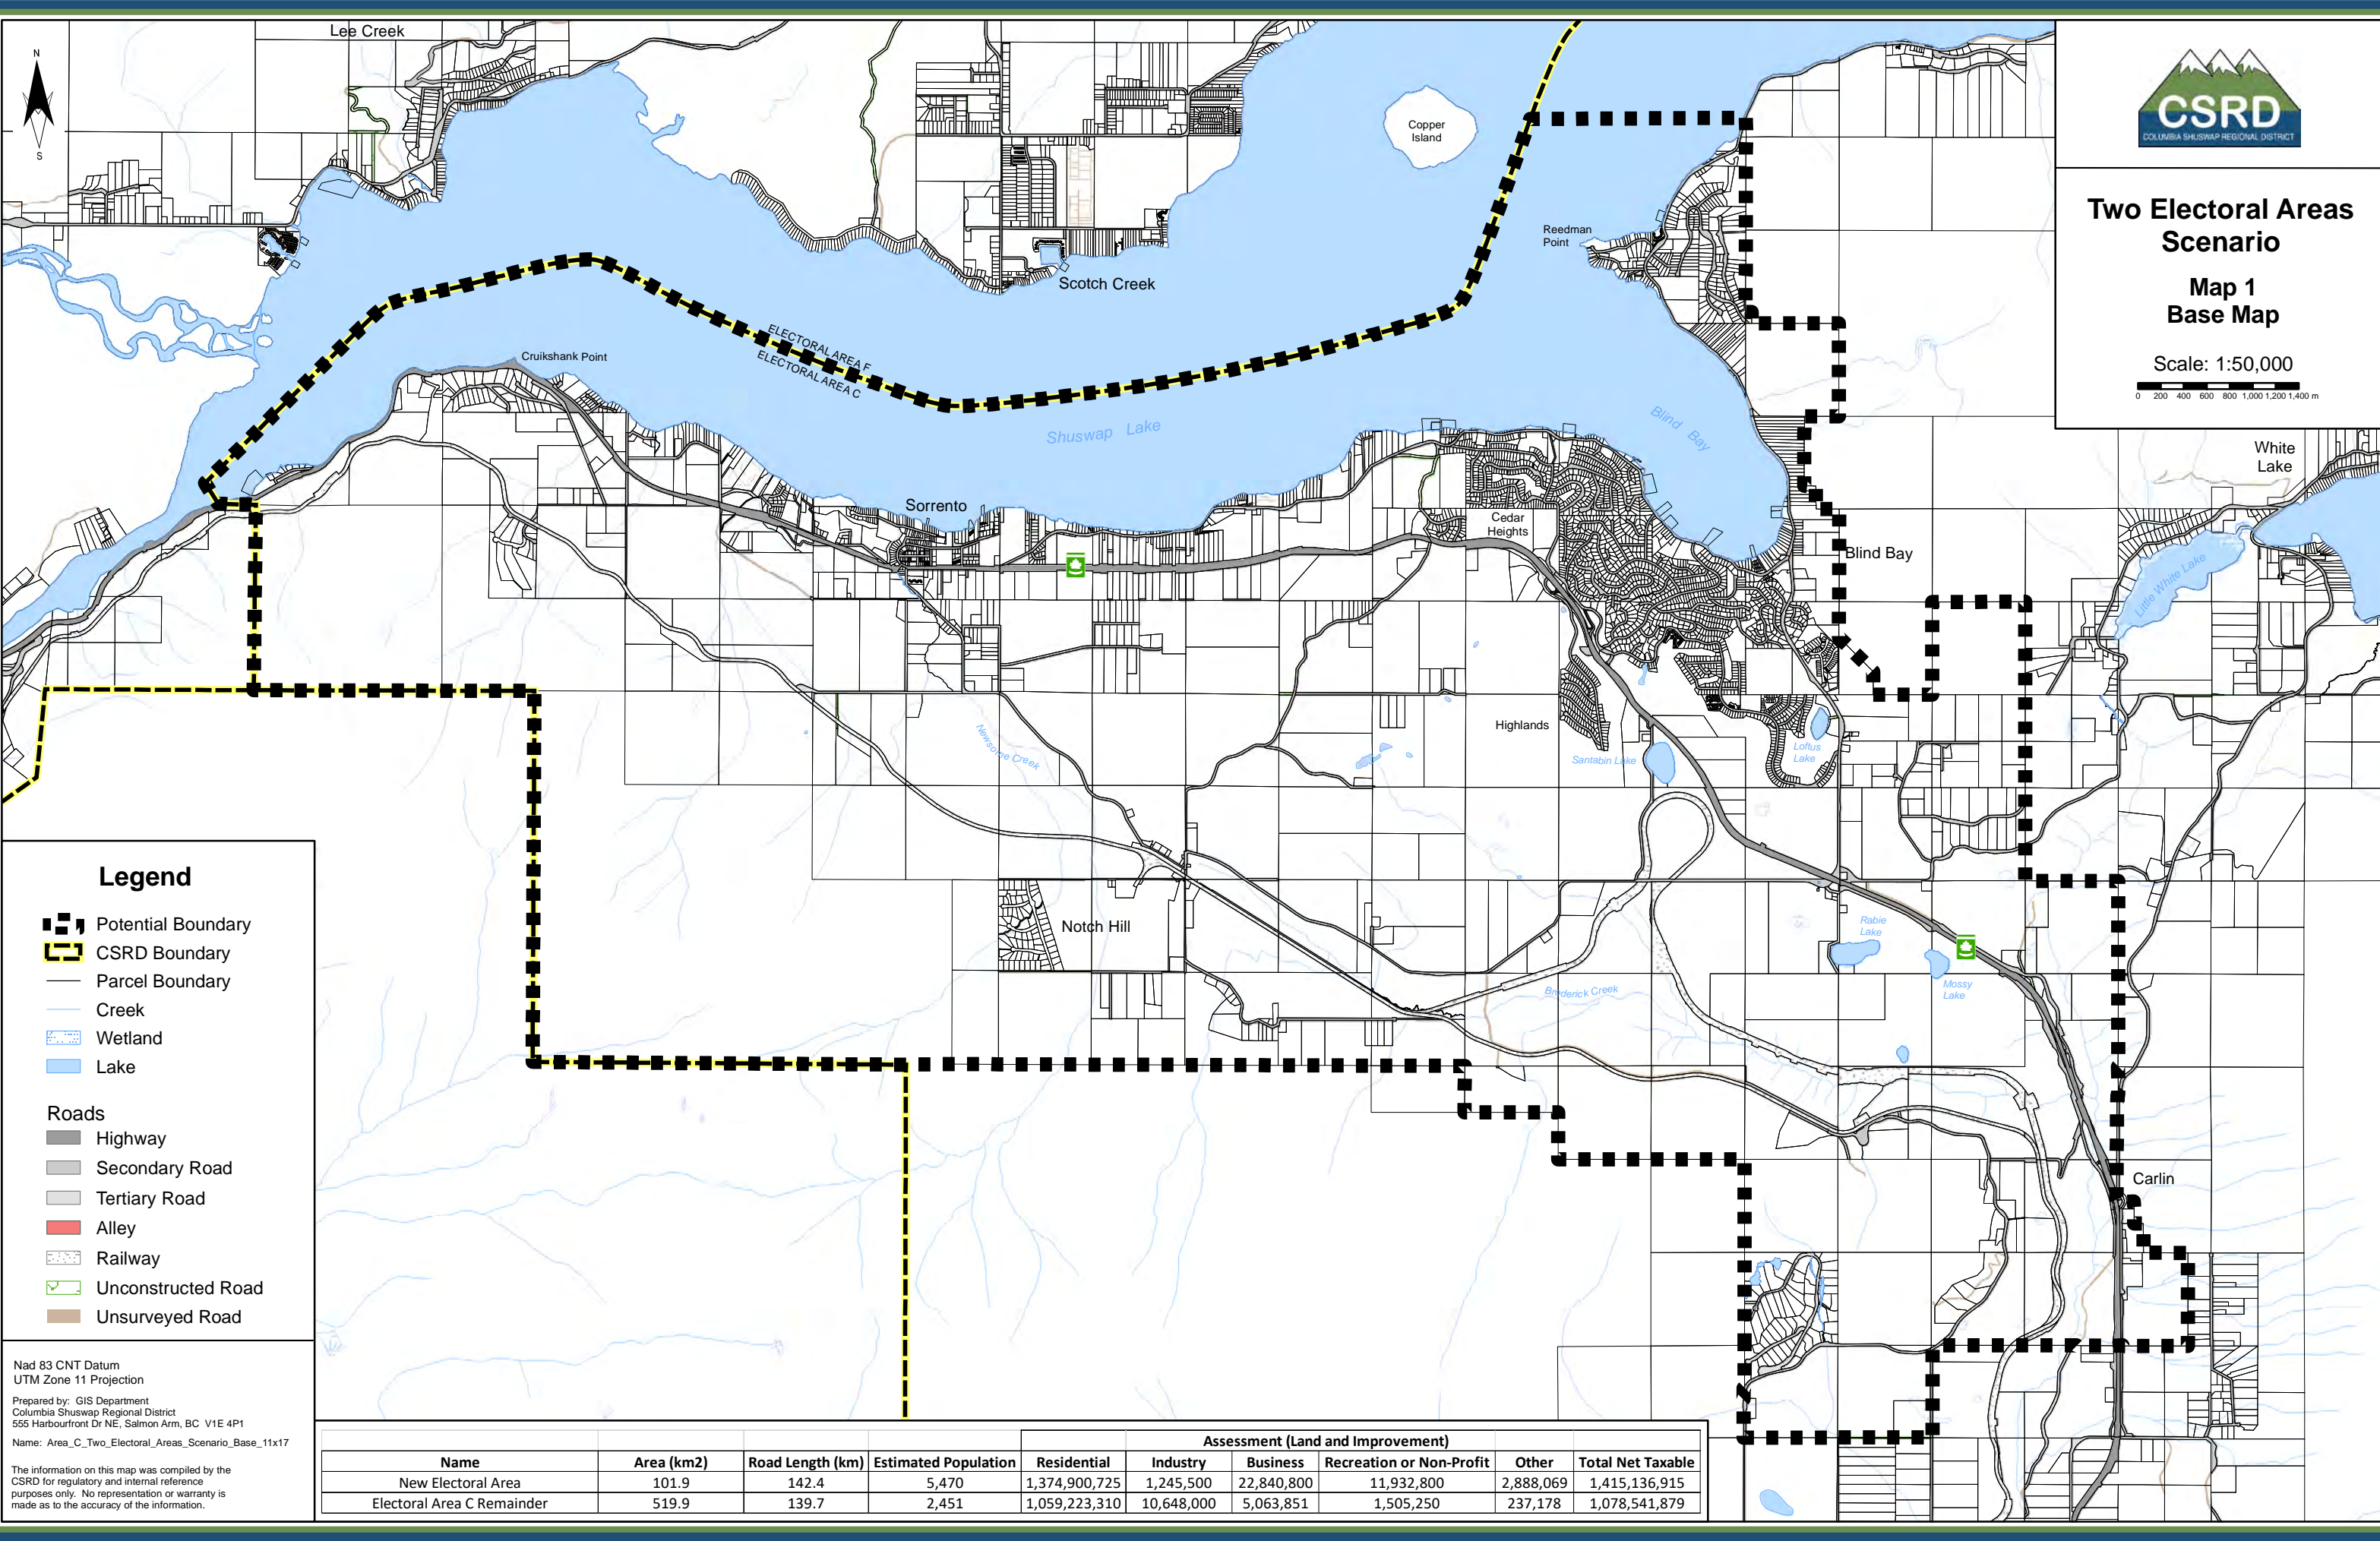 Lee Creek
N
S
Copper
Island
CSRD
COLUMBIA SHUSWAP REGIONAL DISTRICT
Two Electoral Areas
Scenario
Map 1
Base Map
Scale: 1:50,000
0 200 400 600 800 1,000 1,200 1,400 m
Reedman
Point
Scotch Creek
ELECTORAL AREA F
ELECTORAL AREA C
Cruikshank Point
Shuswap Lake
Blind Bay
White
Lake
Sorrento
Cedar
Heights
Blind Bay
Little White Lake
Highlands
Newsome Creek
Santabin Lake
Loftus
Lake
Notch Hill
Rabie
Lake
Mossy
Lake
Broderick Creek
Carlin
Legend
Potential Boundary
CSRD Boundary
Parcel Boundary
Creek
Wetland
Lake
Roads
Highway
Secondary Road
Tertiary Road
Alley
Railway
Unconstructed Road
Unsurveyed Road
Nad 83 CNT Datum
UTM Zone 11 Projection
Prepared by: GIS Department
Columbia Shuswap Regional District
555 Harbourfront Dr NE, Salmon Arm, BC V1E 4P1
Name: Area_C_Two_Electoral_Areas_Scenario_Base_11x17
The information on this map was compiled by the
CSRD for regulatory and internal reference
purposes only. No representation or warranty is
made as to the accuracy of the information.
Assessment (Land and Improvement)
Name Area (km2) Road Length (km) Estimated Population Residential Industry Business Recreation or Non-Profit Other Total Net Taxable
New Electoral Area 101.9 142.4 5,470 1,374,900,725 1,245,500 22,840,800 11,932,800 2,888,069 1,415,136,915
Electoral Area C Remainder 519.9 139.7 2,451 1,059,223,310 10,648,000 5,063,851 1,505,250 237,178 1,078,541,879